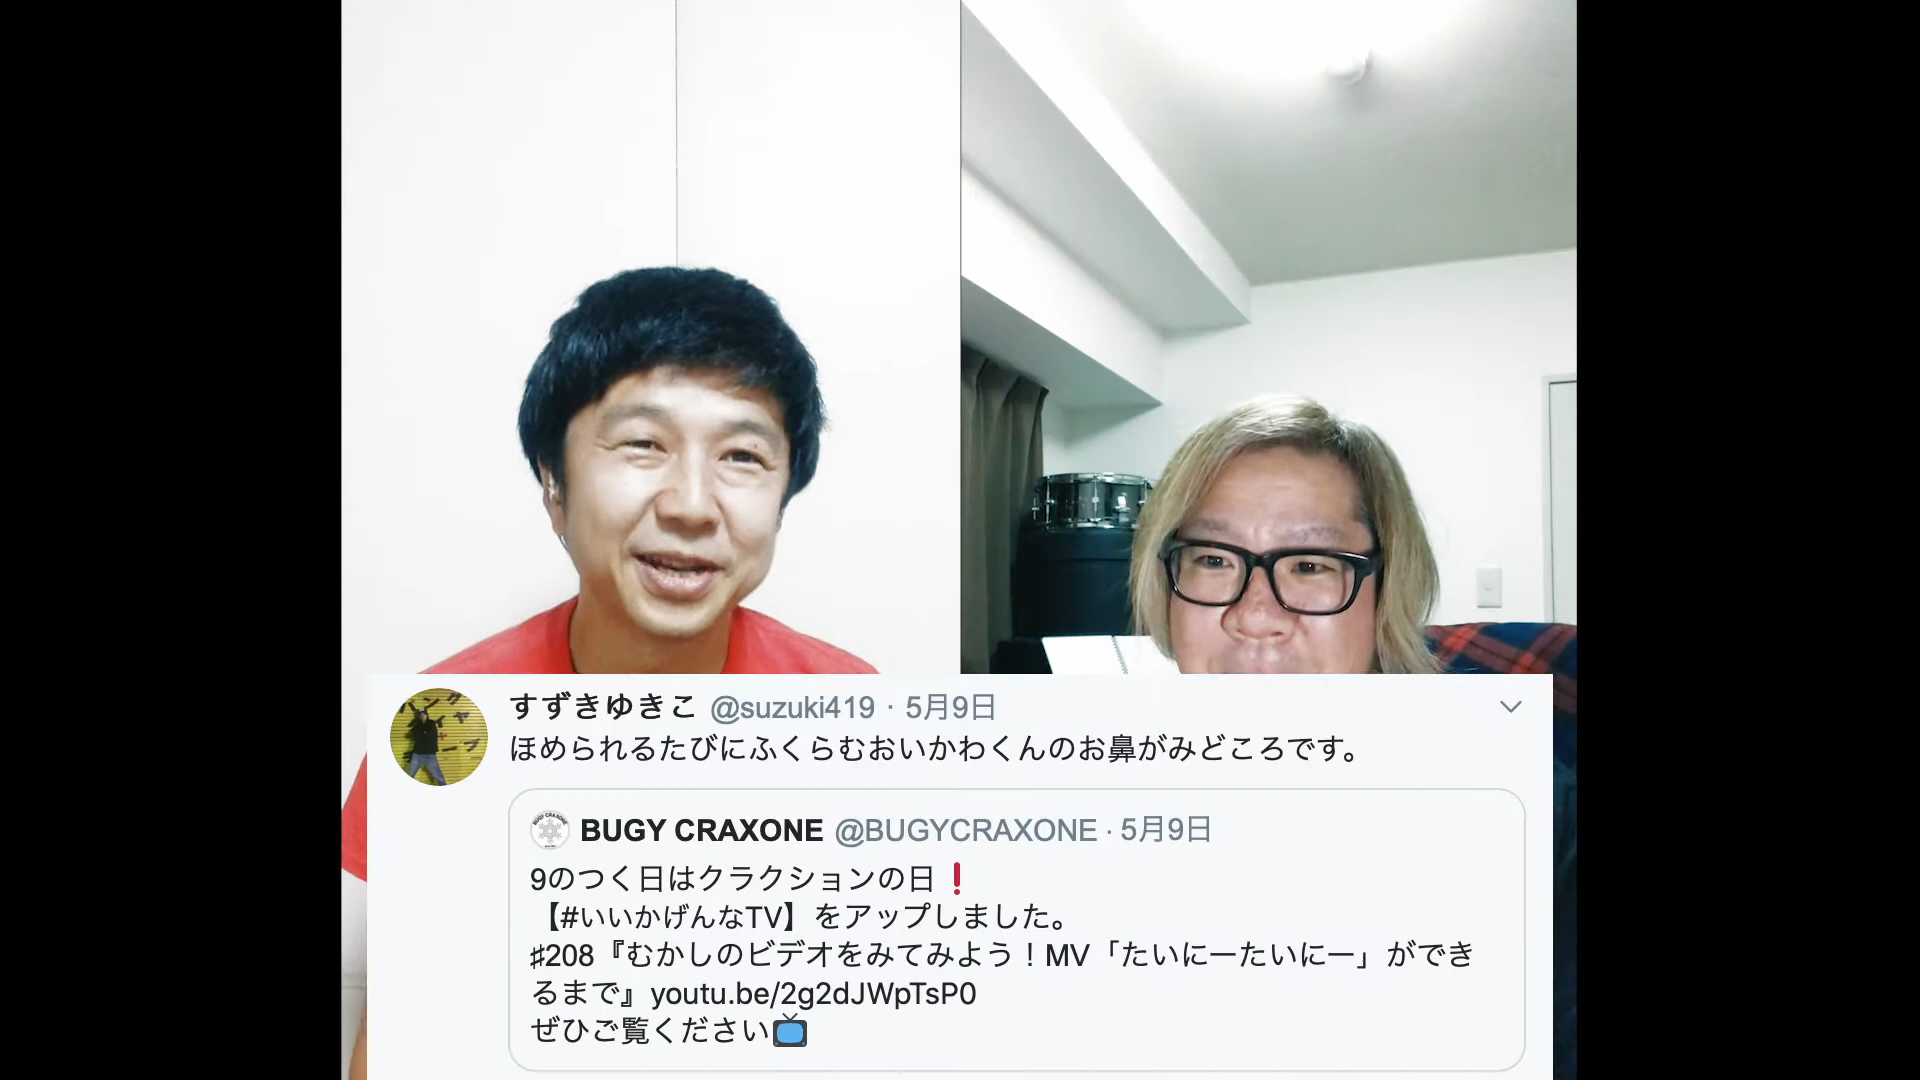 すずきゆきこ @suzuki419 · 5月9日
ほめられるたびにふくらむおいかわくんのお鼻がみどころです。
BUGY CRAXONE @BUGYCRAXONE · 5月9日
9のつく日はクラクションの日❗
【#いいかげんなTV】をアップしました。
♯208『むかしのビデオをみてみよう！MV「たいにーたいにー」ができ
るまで』youtu.be/2g2dJWpTsP0
ぜひご覧ください📺